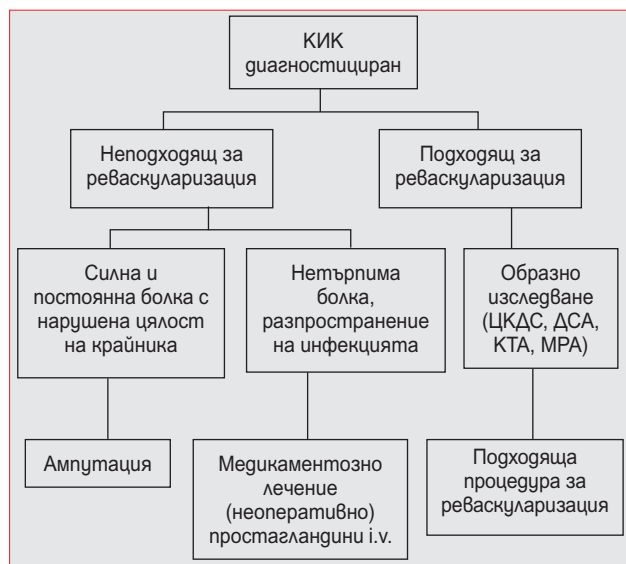 КИК
диагностициран
Неподходящ за
реваскуларизация
Подходящ за
реваскуларизация
Силна и
постоянна болка с
нарушена цялост
на крайника
Нетърпима
болка,
разпространение
на инфекцията
Образно
изследване
(ЦКДС, ДСА,
КТА, МРА)
Ампутация
Медикаментозно
лечение
(неоперативно)
простагландини i.v.
Подходяща
процедура за
реваскуларизация